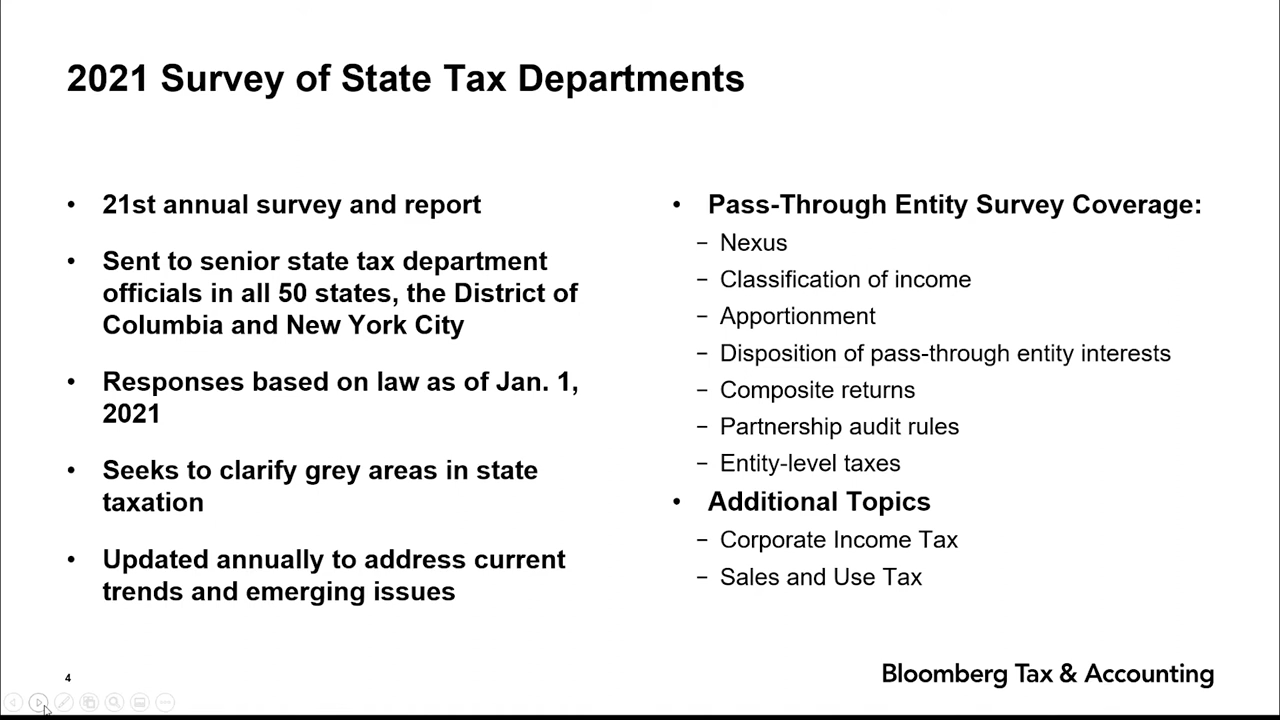 2021 Survey of State Tax Departments
• 21st annual survey and report
• Sent to senior state tax department
officials in all 50 states, the District of
Columbia and New York City
• Responses based on law as of Jan. 1,
2021
• Seeks to clarify grey areas in state
taxation
• Updated annually to address current
trends and emerging issues
• Pass-Through Entity Survey Coverage:
− Nexus
− Classification of income
− Apportionment
− Disposition of pass-through entity interests
− Composite returns
− Partnership audit rules
− Entity-level taxes
• Additional Topics
− Corporate Income Tax
− Sales and Use Tax
4
Bloomberg Tax & Accounting